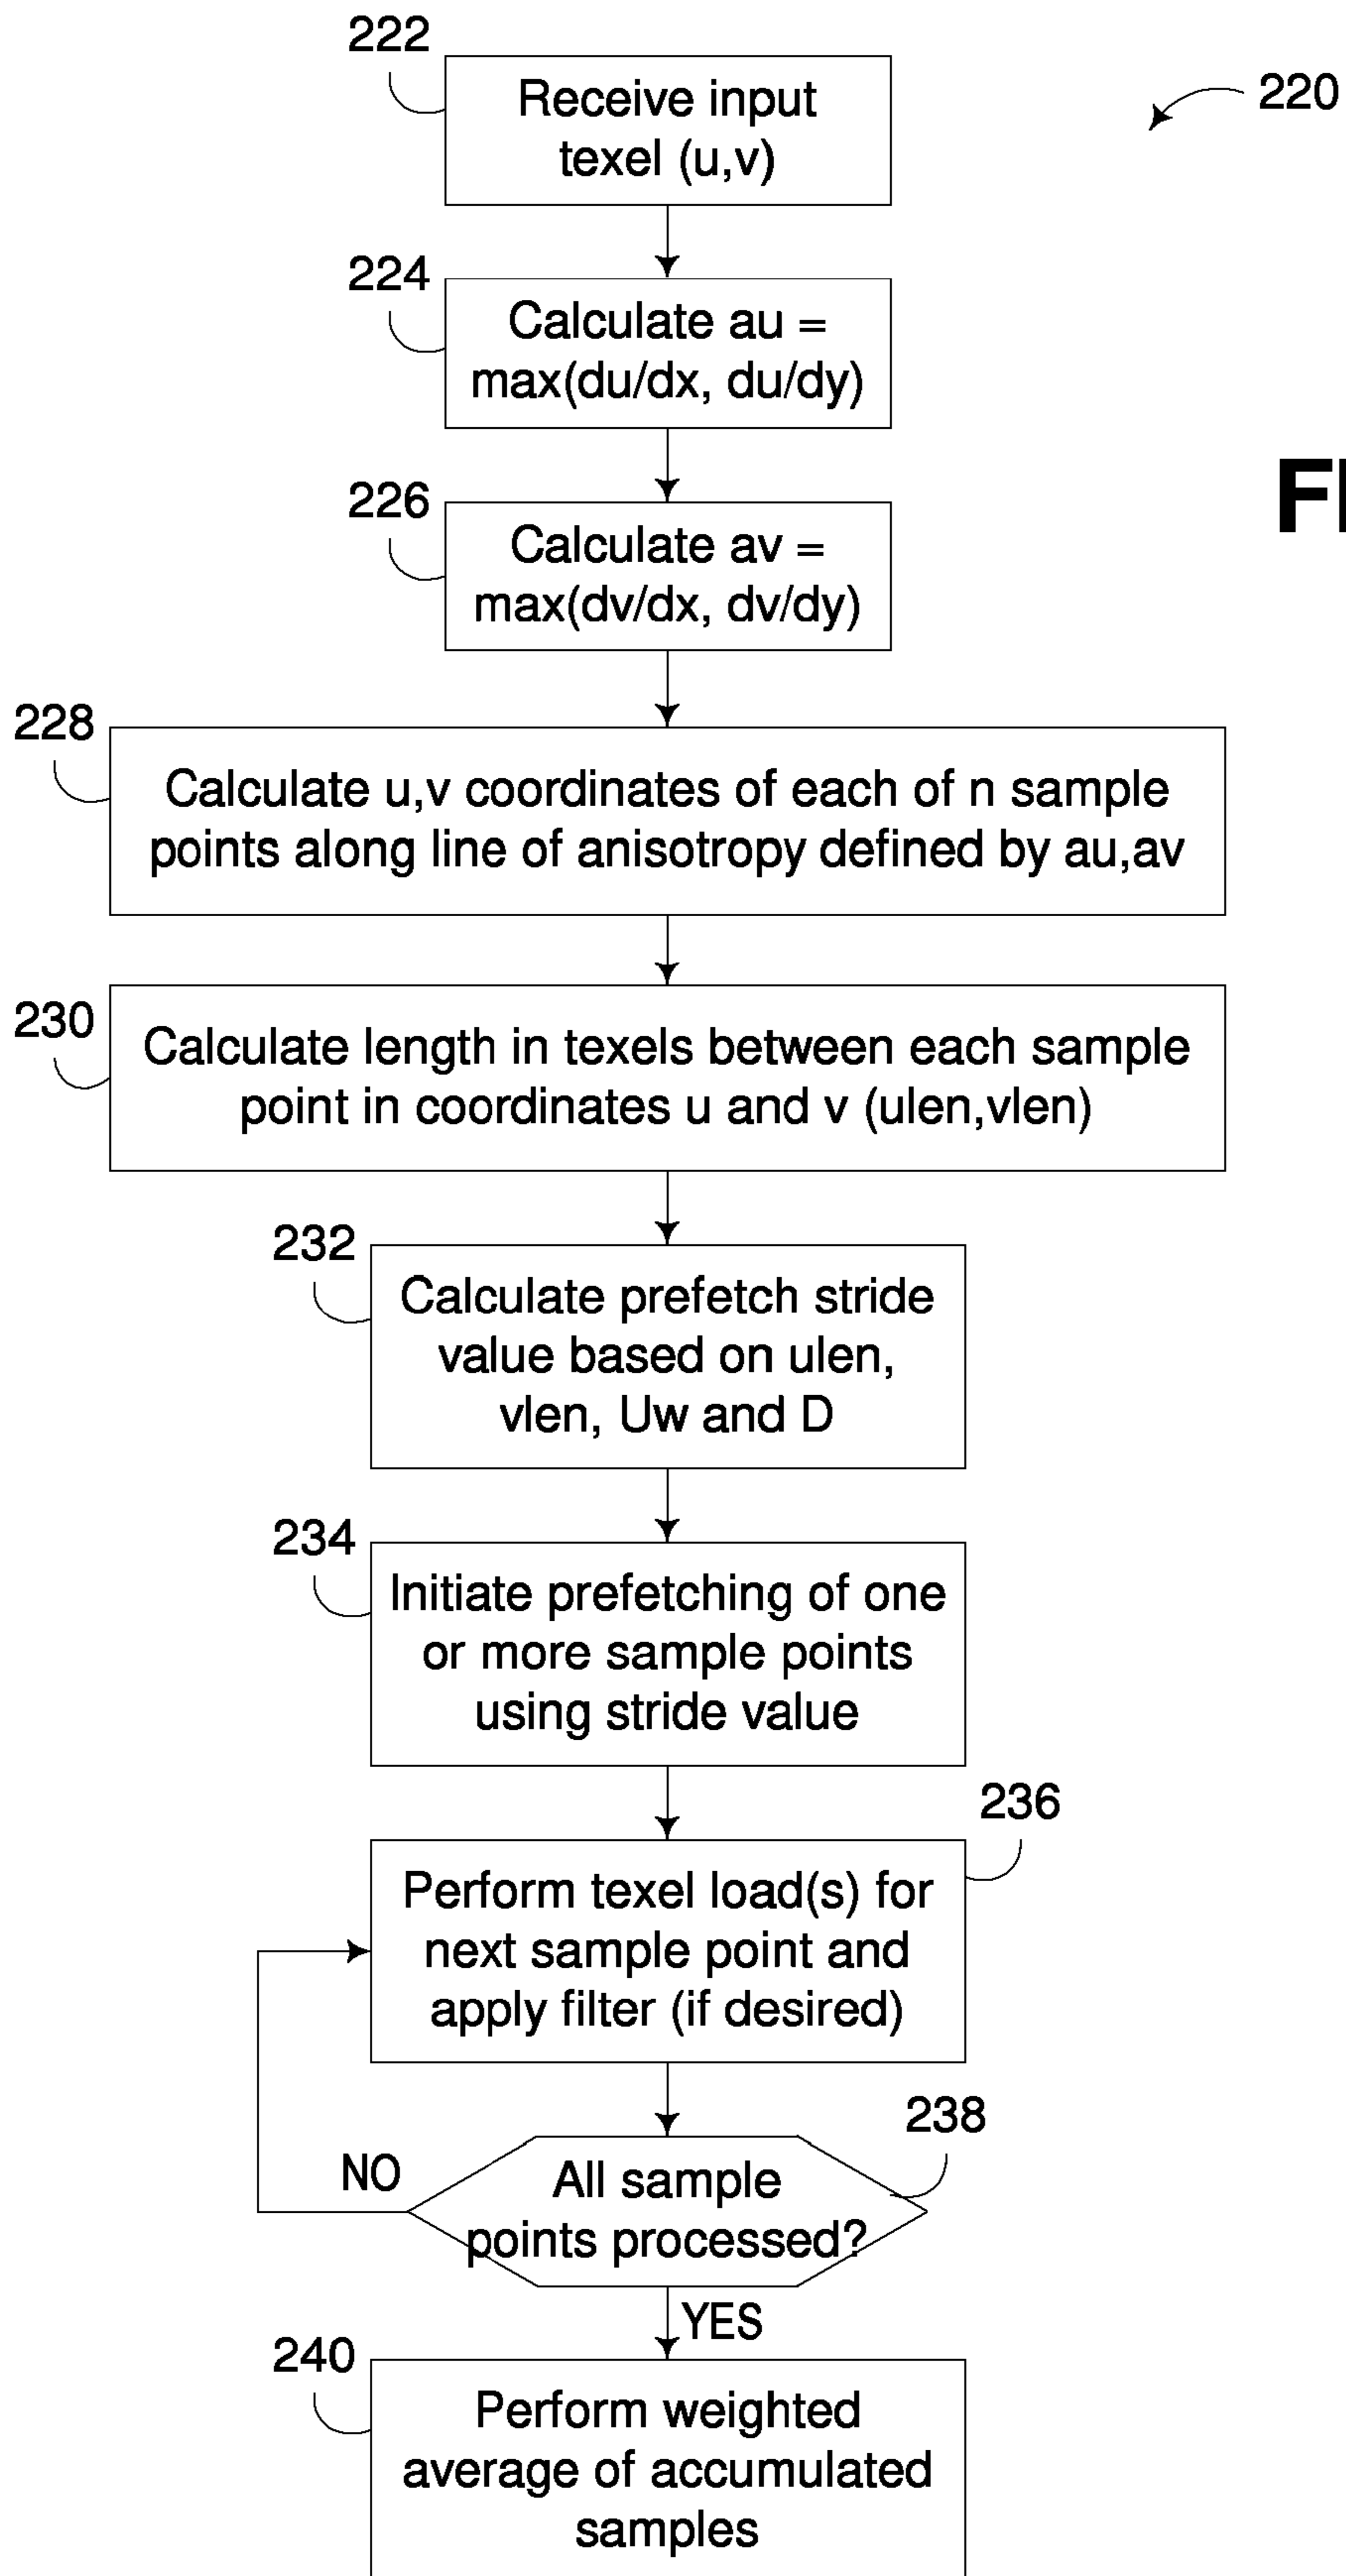 222
Receive input
texel (u,v)
220
224
Calculate au =
max(du/dx, du/dy)
226
Calculate av =
max(dv/dx, dv/dy)
228
Calculate u,v coordinates of each of n sample
points along line of anisotropy defined by au,av
230
Calculate length in texels between each sample
point in coordinates u and v (ulen,vlen)
232
Calculate prefetch stride
value based on ulen,
vlen, Uw and D
234
Initiate prefetching of one
or more sample points
using stride value
236
Perform texel load(s) for
next sample point and
apply filter (if desired)
238
NO
All sample
points processed?
YES
240
Perform weighted
average of accumulated
samples